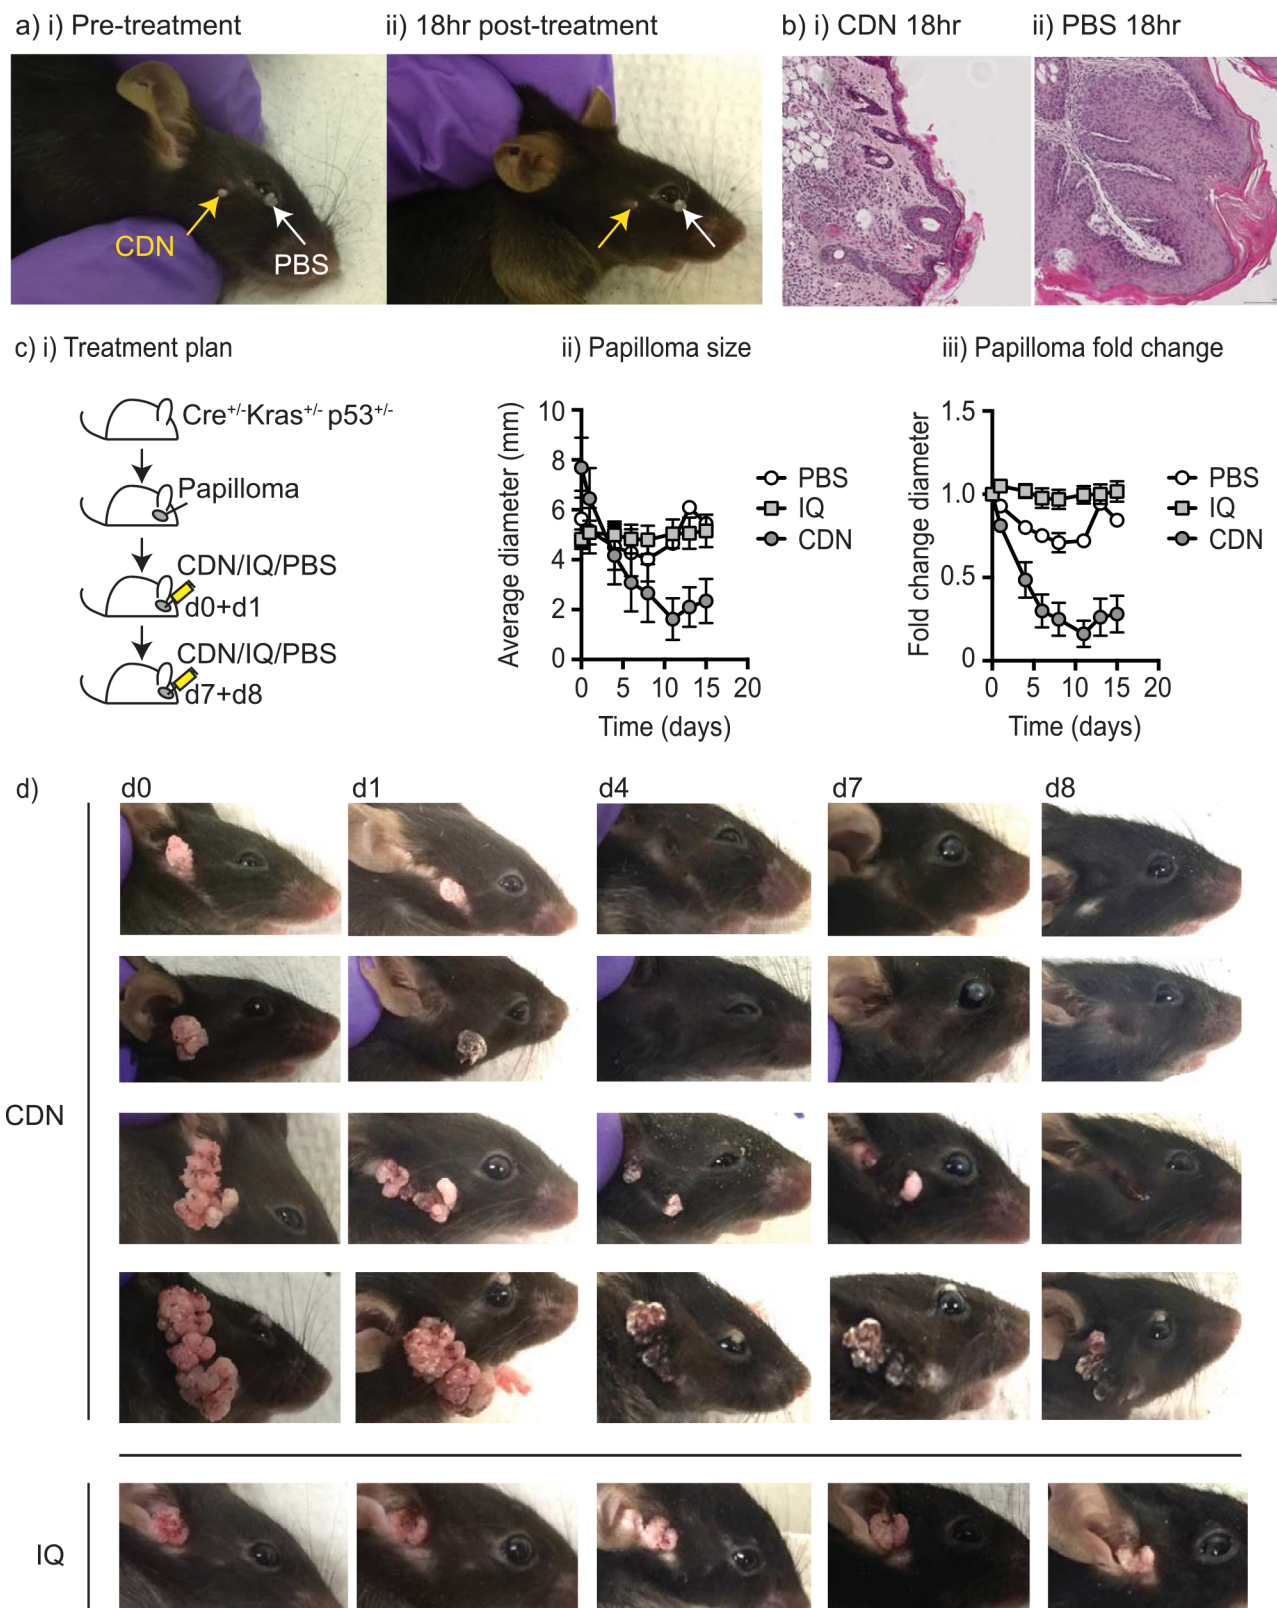 a) i) Pre-treatment
ii) 18hr post-treatment
b) i) CDN 18hr
ii) PBS 18hr
CDN
PBS
c) i) Treatment plan
Cre+/-Kras+/- p53+/-
Papilloma
CDN/IQ/PBS
d0+d1
CDN/IQ/PBS
d7+d8
ii) Papilloma size
Average diameter (mm)
10
8
6
4
2
0
0 5 10 15 20
Time (days)
PBS
IQ
CDN
iii) Papilloma fold change
Fold change diameter
1.5
1.0
0.5
0
0 5 10 15 20
Time (days)
PBS
IQ
CDN
d)
d0 d1 d4 d7 d8
CDN
IQ